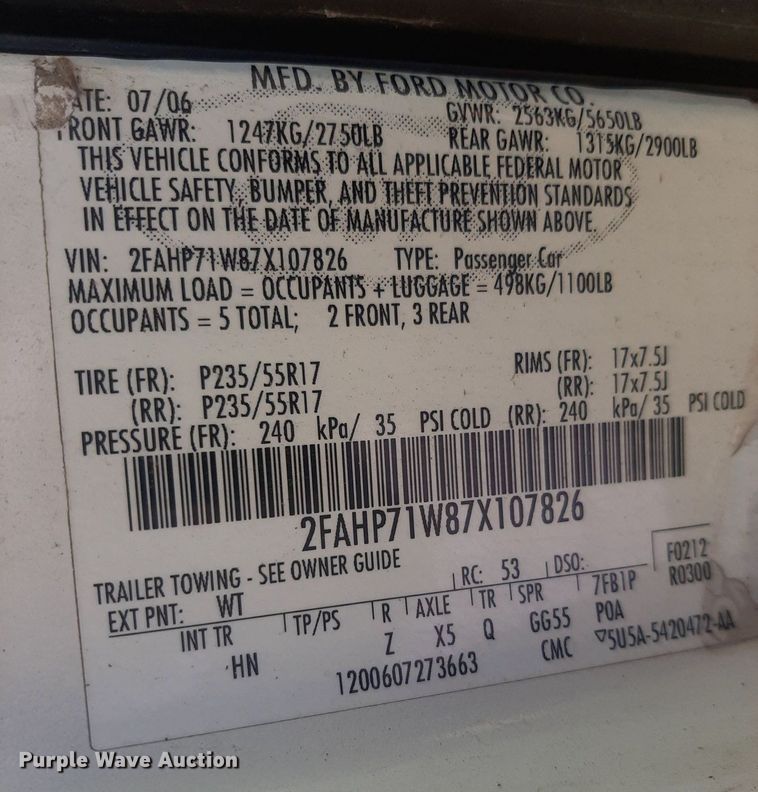 MFD. BY FORD MOTOR CO.
ATE: 07/06 GVWR: 2563KG/5650LB
FRONT GAWR: 1247KG/2750LB REAR GAWR: 1315KG/2900LB
THIS VEHICLE CONFORMS TO ALL APPLICABLE FEDERAL MOTOR
VEHICLE SAFETY, BUMPER, AND THEFT PREVENTION STANDARDS
IN EFFECT ON THE DATE OF MANUFACTURE SHOWN ABOVE.
VIN: 2FAHP71W87X107826 TYPE: Passenger Car
MAXIMUM LOAD = OCCUPANTS + LUGGAGE = 498KG/1100LB
OCCUPANTS = 5 TOTAL; 2 FRONT, 3 REAR
TIRE (FR): P235/55R17 RIMS (FR): 17x7.5J
(RR): P235/55R17 (RR): 17x7.5J
PRESSURE (FR): 240 kPa/ 35 PSI COLD (RR): 240 kPa/ 35 PSI COLD
2FAHP71W87X107826
TRAILER TOWING - SEE OWNER GUIDE
EXT PNT: WT RC: 53 DSO: F0212
INT TR TP/PS R AXLE TR SPR 7FB1P R0300
HN Z X5 Q GG55 POA
1200607273663 CMC 5U5A-5420472-AA
Purple Wave Auction